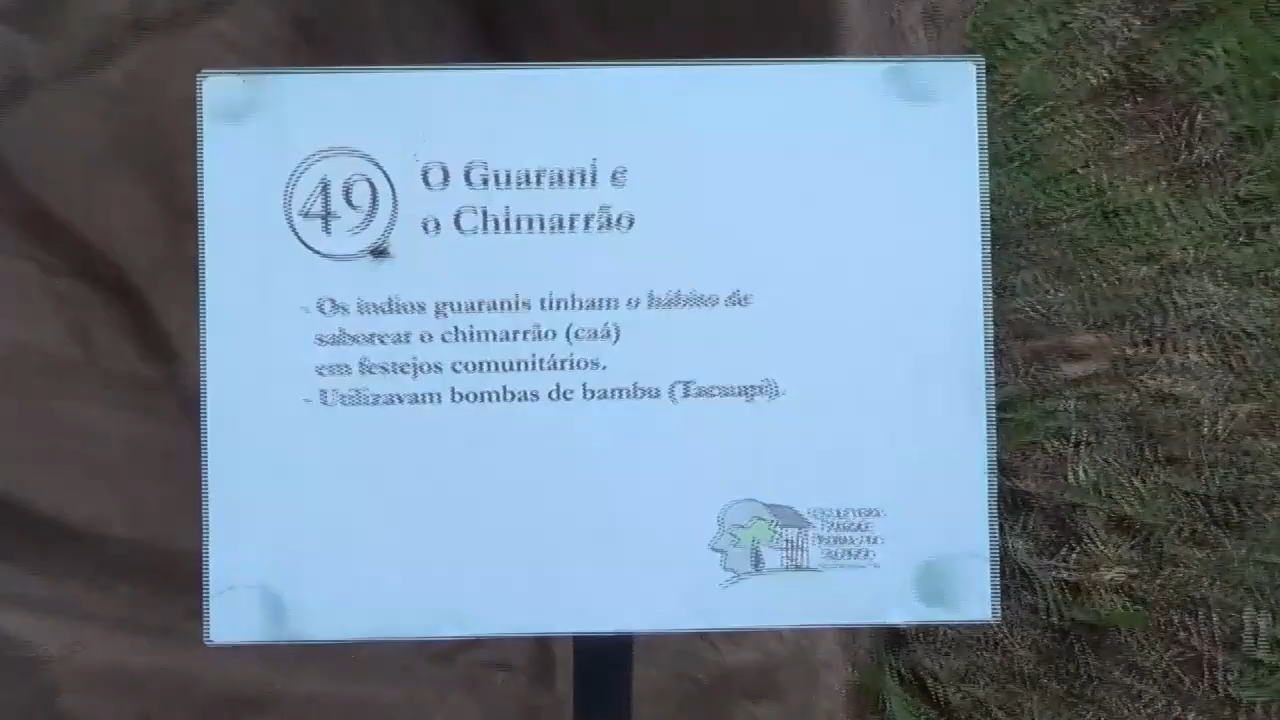 49
O Guarani e
o Chimarrão
- Os índios guaranis tinham o hábito de
saborear o chimarrão (caá)
em festejos comunitários.
- Utilizavam bombas de bambu (Tacuapi).